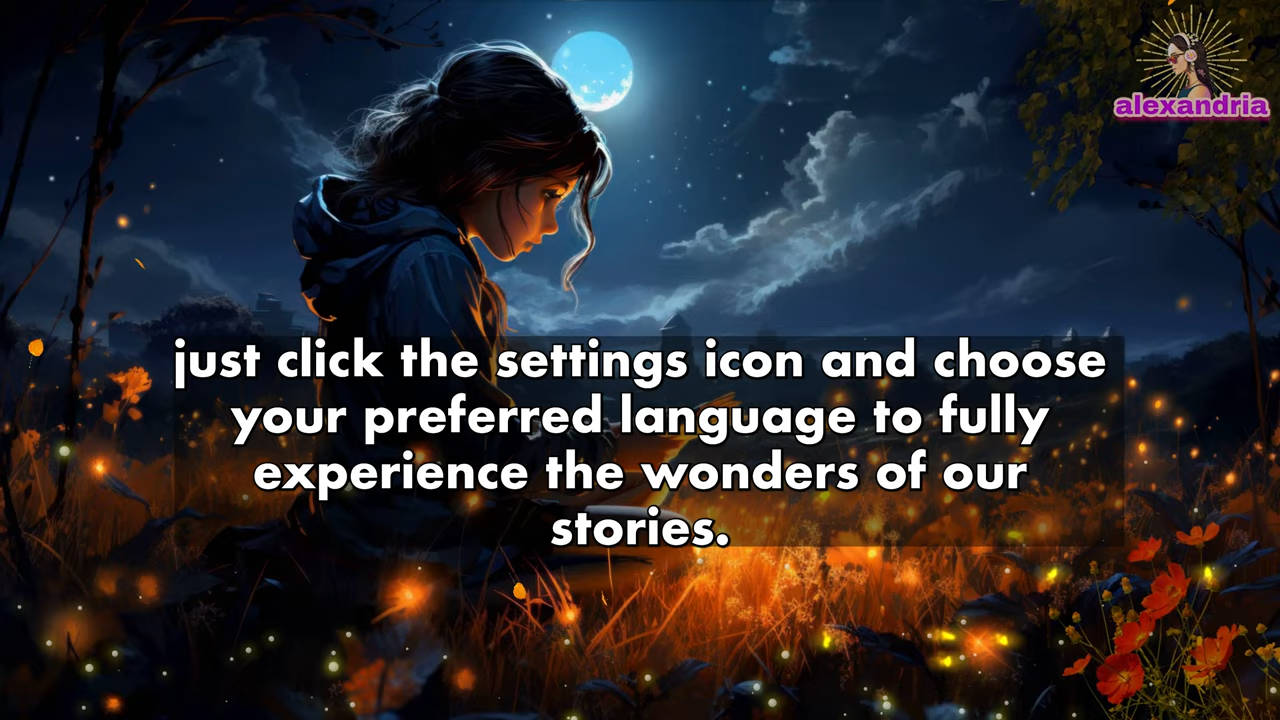 alexandria
just click the settings icon and choose
your preferred language to fully
experience the wonders of our
stories.